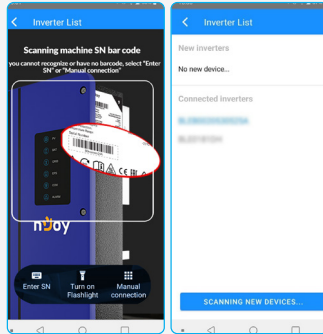 Inverter List
Scanning machine SN bar code
you cannot recognize or have no barcode, select "Enter
SN" or "Manual connection"
njoy
Enter SN
Turn on
Flashlight
Manual
connection
Inverter List
New inverters
No new device...
Connected inverters
SCANNING NEW DEVICES...